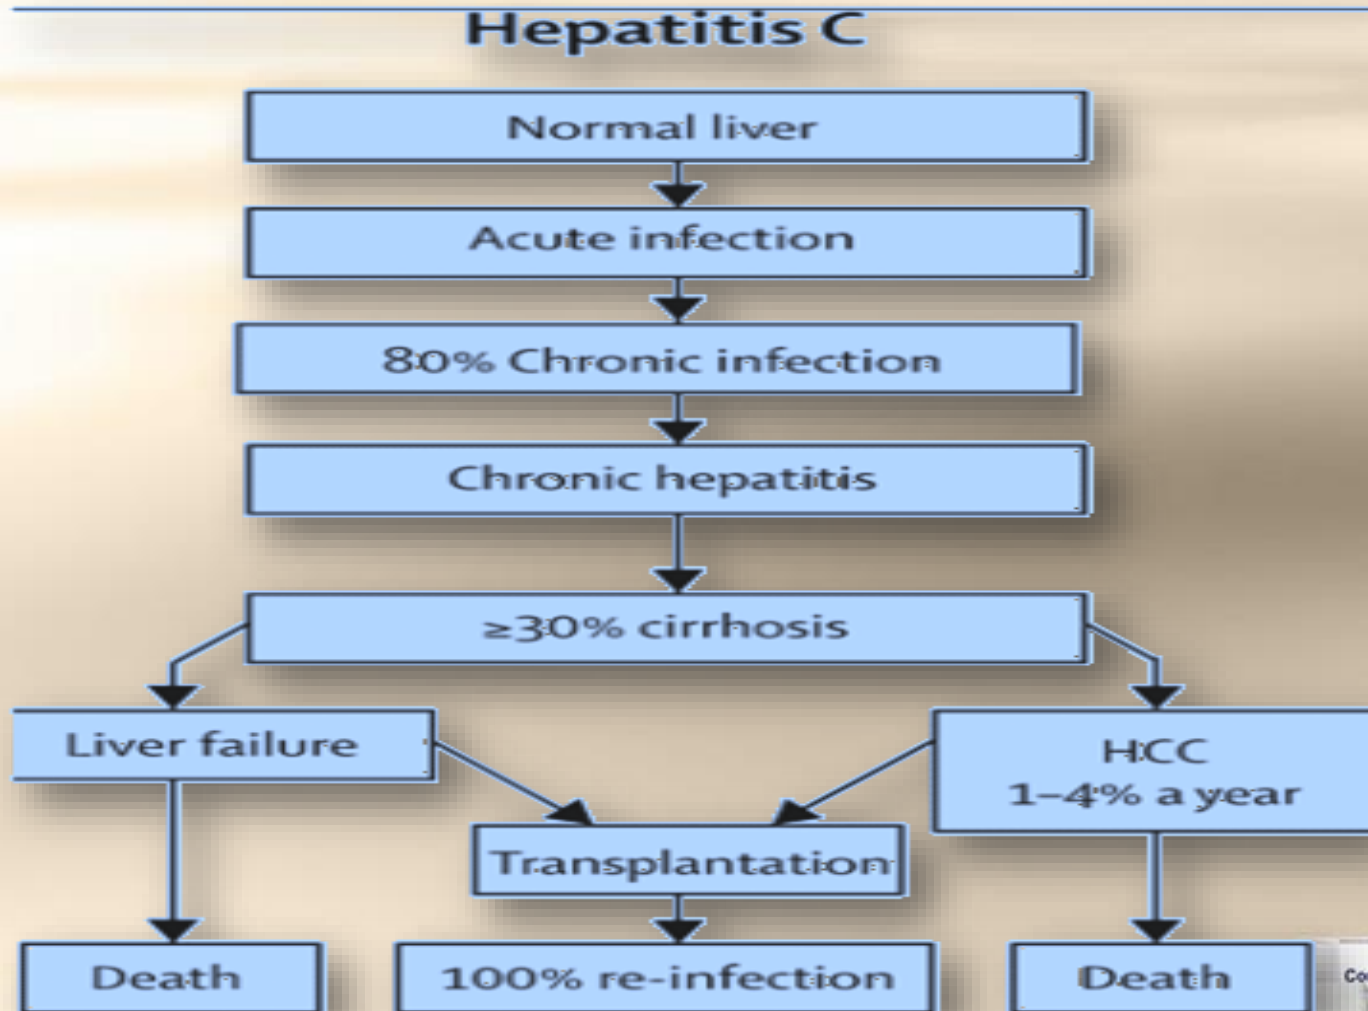 Hepatitis C
Normal liver
Acute infection
80% Chronic infection
Chronic hepatitis
≥30% cirrhosis
Liver failure
HCC
1–4% a year
Transplantation
Death
100% re-infection
Death